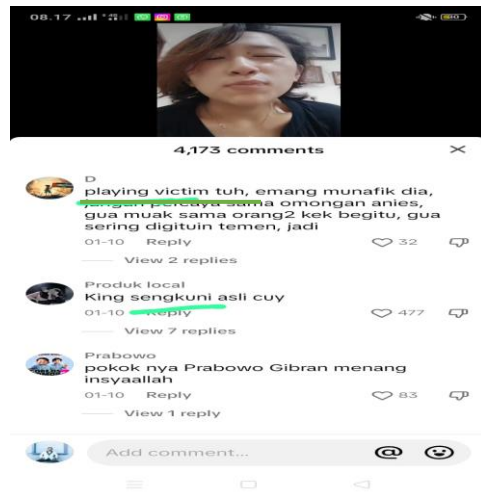 08.17
4,173 comments
D
playing victim tuh, emang munafik dia,
jangan percaya sama omongan anies,
gua muak sama orang2 kek begitu, gua
sering digituin temen, jadi
01-10 Reply 32
View 2 replies
Produk local
King sengkuni asli cuy
01-10 Reply 477
View 7 replies
Prabowo
pokok nya Prabowo Gibran menang
insyaallah
01-10 Reply 83
View 1 reply
Add comment...